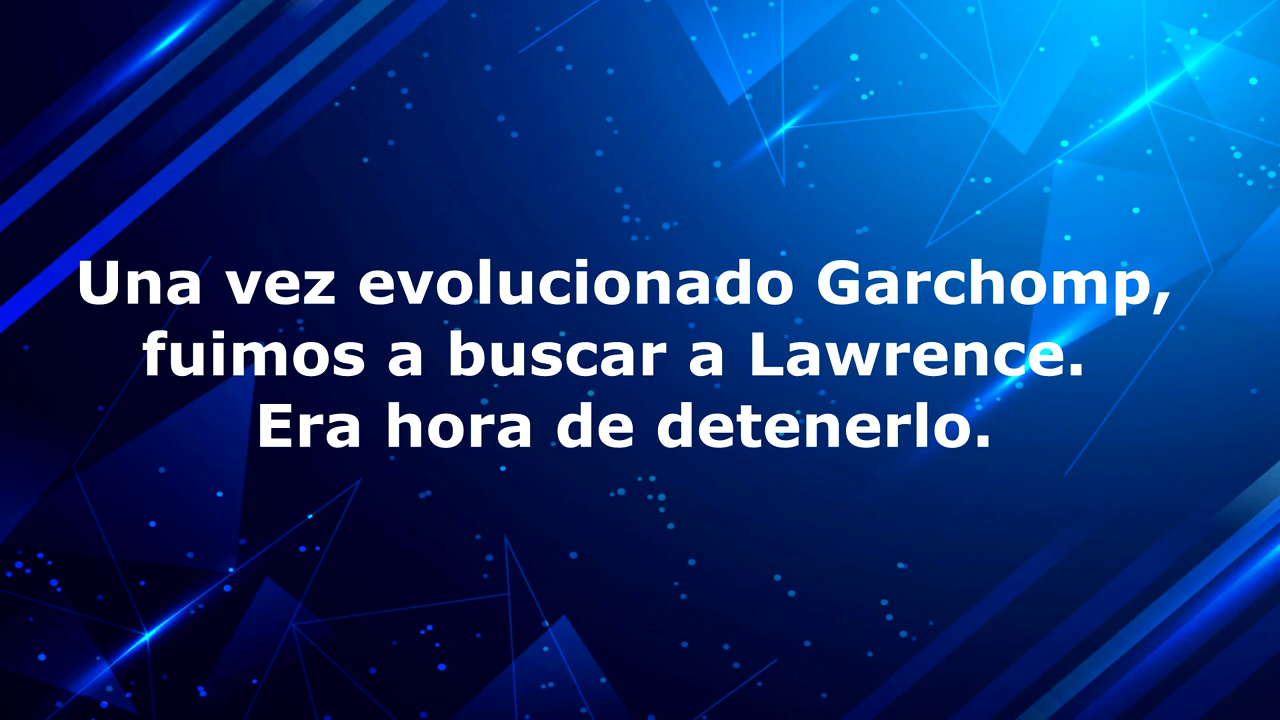 Una vez evolucionado Garchomp,
fuimos a buscar a Lawrence.
Era hora de detenerlo.